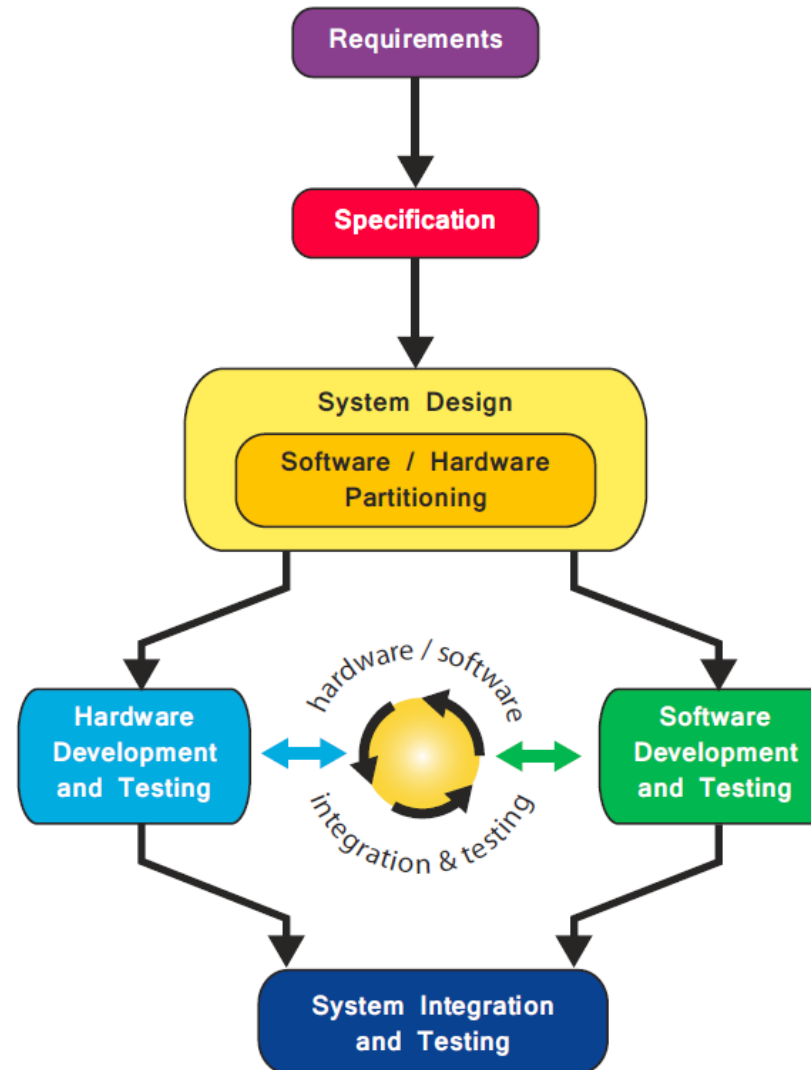 Requirements
Specification
System Design
Software / Hardware
Partitioning
hardware / software
Hardware
Development
and Testing
Software
Development
and Testing
integration & testing
System Integration
and Testing